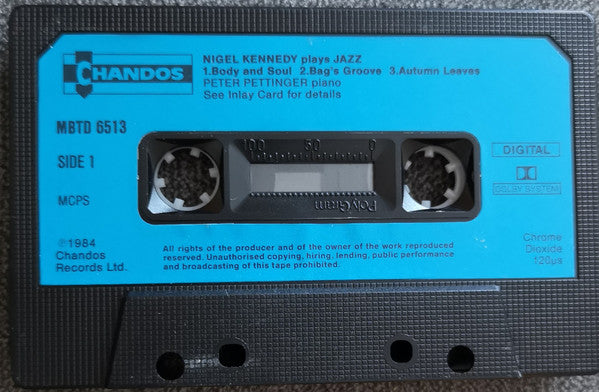 CHANDOS
NIGEL KENNEDY plays JAZZ
1.Body and Soul 2.Bag's Groove 3.Autumn Leaves
PETER PETTINGER piano
See Inlay Card for details
MBTD 6513
SIDE 1
MCPS
100 50 0
PolyGram
DIGITAL
DOLBY SYSTEM
℗1984
Chandos
Records Ltd.
All rights of the producer and of the owner of the work reproduced
reserved. Unauthorised copying, hiring, lending, public performance
and broadcasting of this tape prohibited.
Chrome
Dioxide
120μs